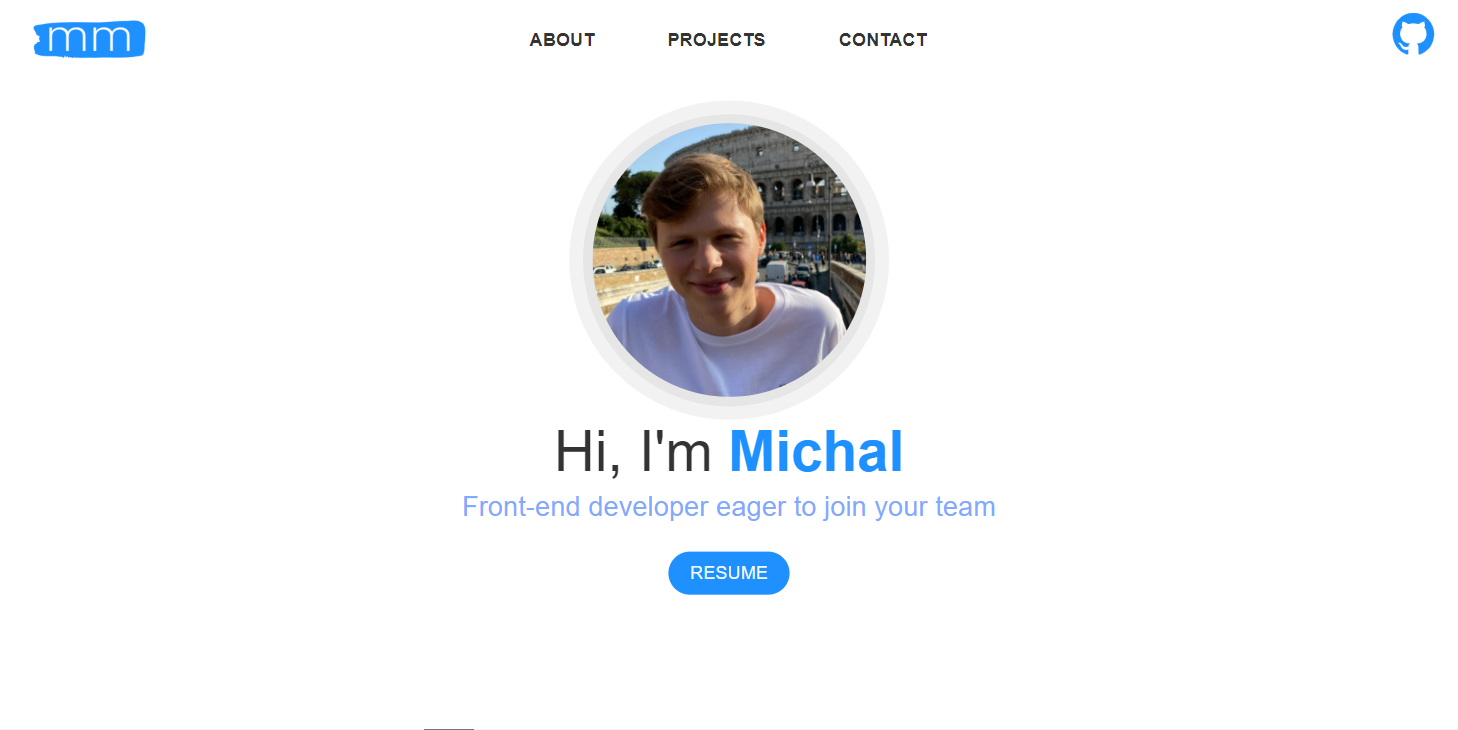 mm
ABOUT PROJECTS CONTACT
Hi, I'm Michal
Front-end developer eager to join your team
RESUME